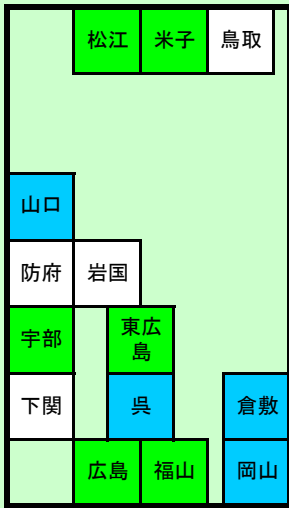 松江 米子 鳥取
山口
防府 岩国
宇部 東広
島
下関 呉 倉敷
広島 福山 岡山